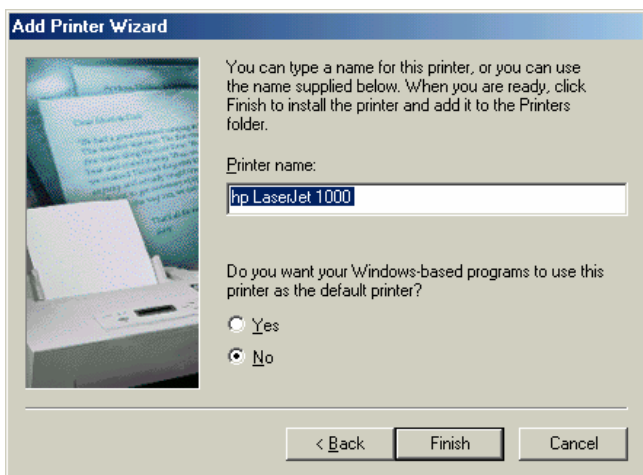 Add Printer Wizard
You can type a name for this printer, or you can use
the name supplied below. When you are ready, click
Finish to install the printer and add it to the Printers
folder.
Printer name:
hp LaserJet 1000
Do you want your Windows-based programs to use this
printer as the default printer?
Yes
No
< Back
Finish
Cancel